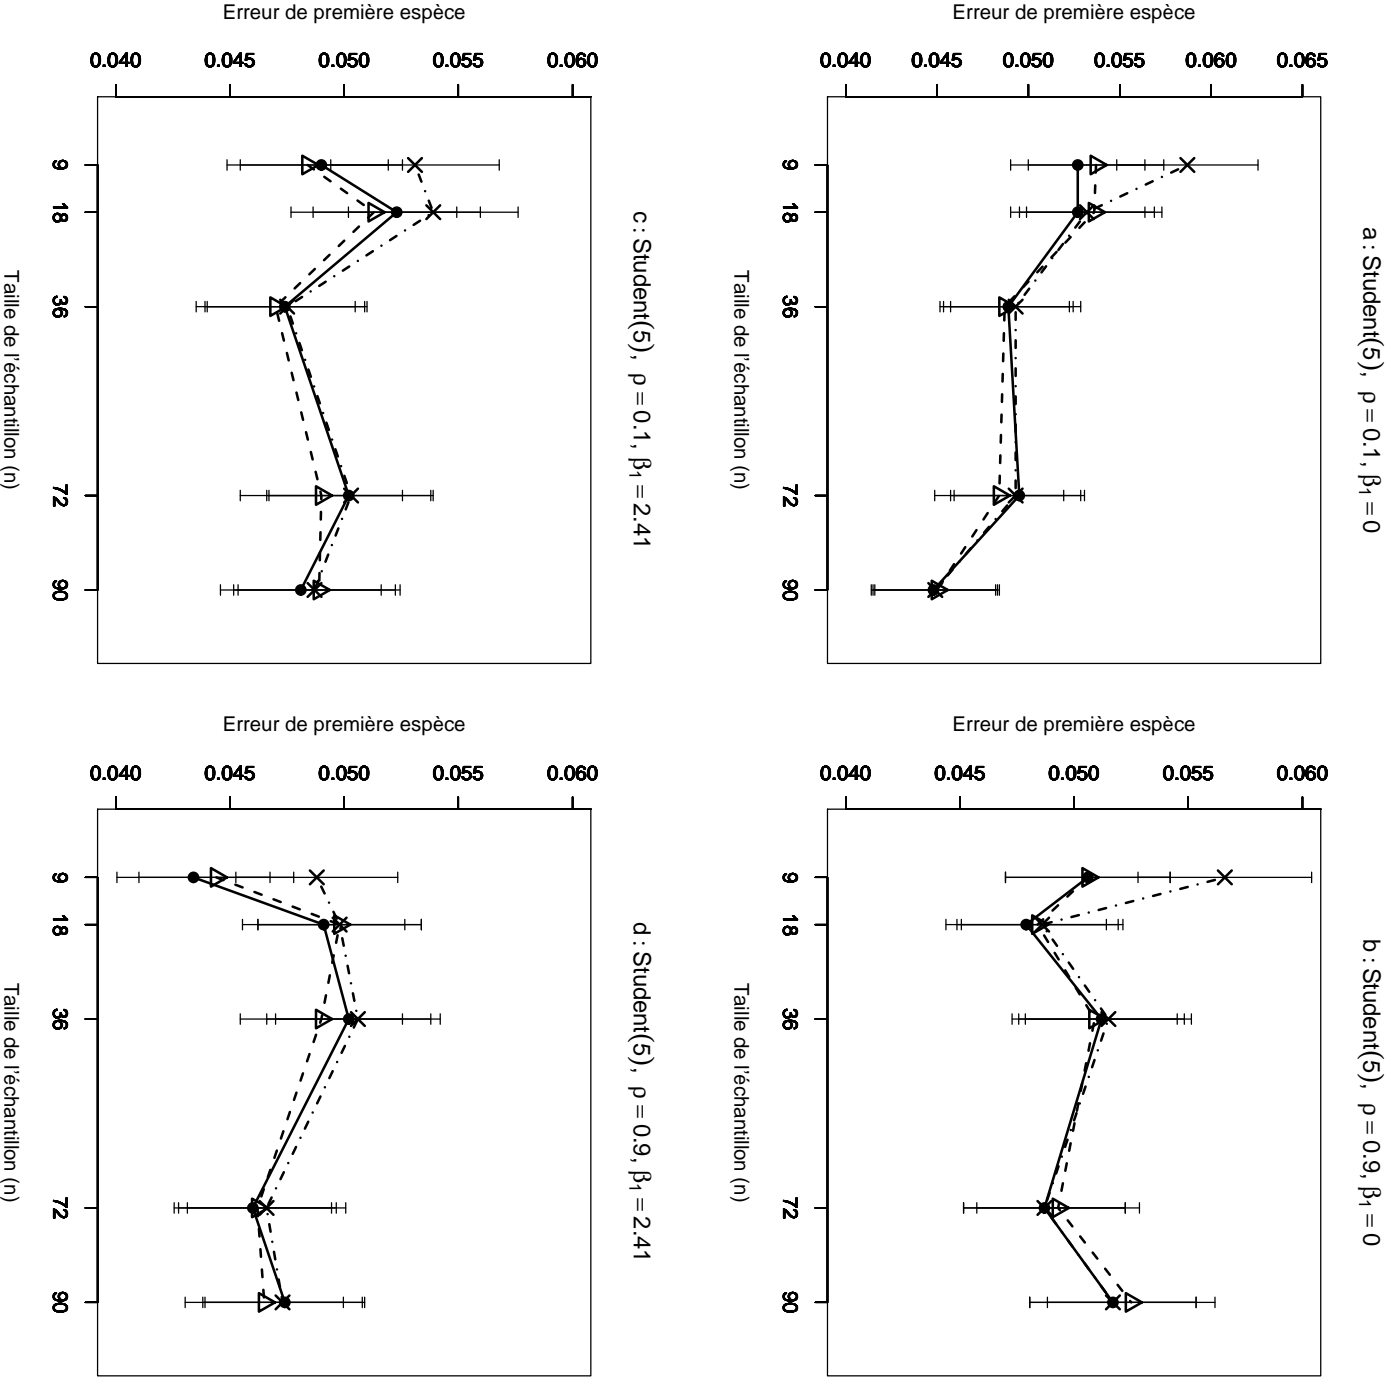 a : Student(5), ρ = 0.1, β₁ = 0
Erreur de première espèce
0.040 0.045 0.050 0.055 0.060 0.065
9 18 36 72 90
Taille de l'échantillon (n)
b : Student(5), ρ = 0.9, β₁ = 0
Erreur de première espèce
0.040 0.045 0.050 0.055 0.060
9 18 36 72 90
Taille de l'échantillon (n)
c : Student(5), ρ = 0.1, β₁ = 2.41
Erreur de première espèce
0.040 0.045 0.050 0.055 0.060
9 18 36 72 90
Taille de l'échantillon (n)
d : Student(5), ρ = 0.9, β₁ = 2.41
Erreur de première espèce
0.040 0.045 0.050 0.055 0.060
9 18 36 72 90
Taille de l'échantillon (n)